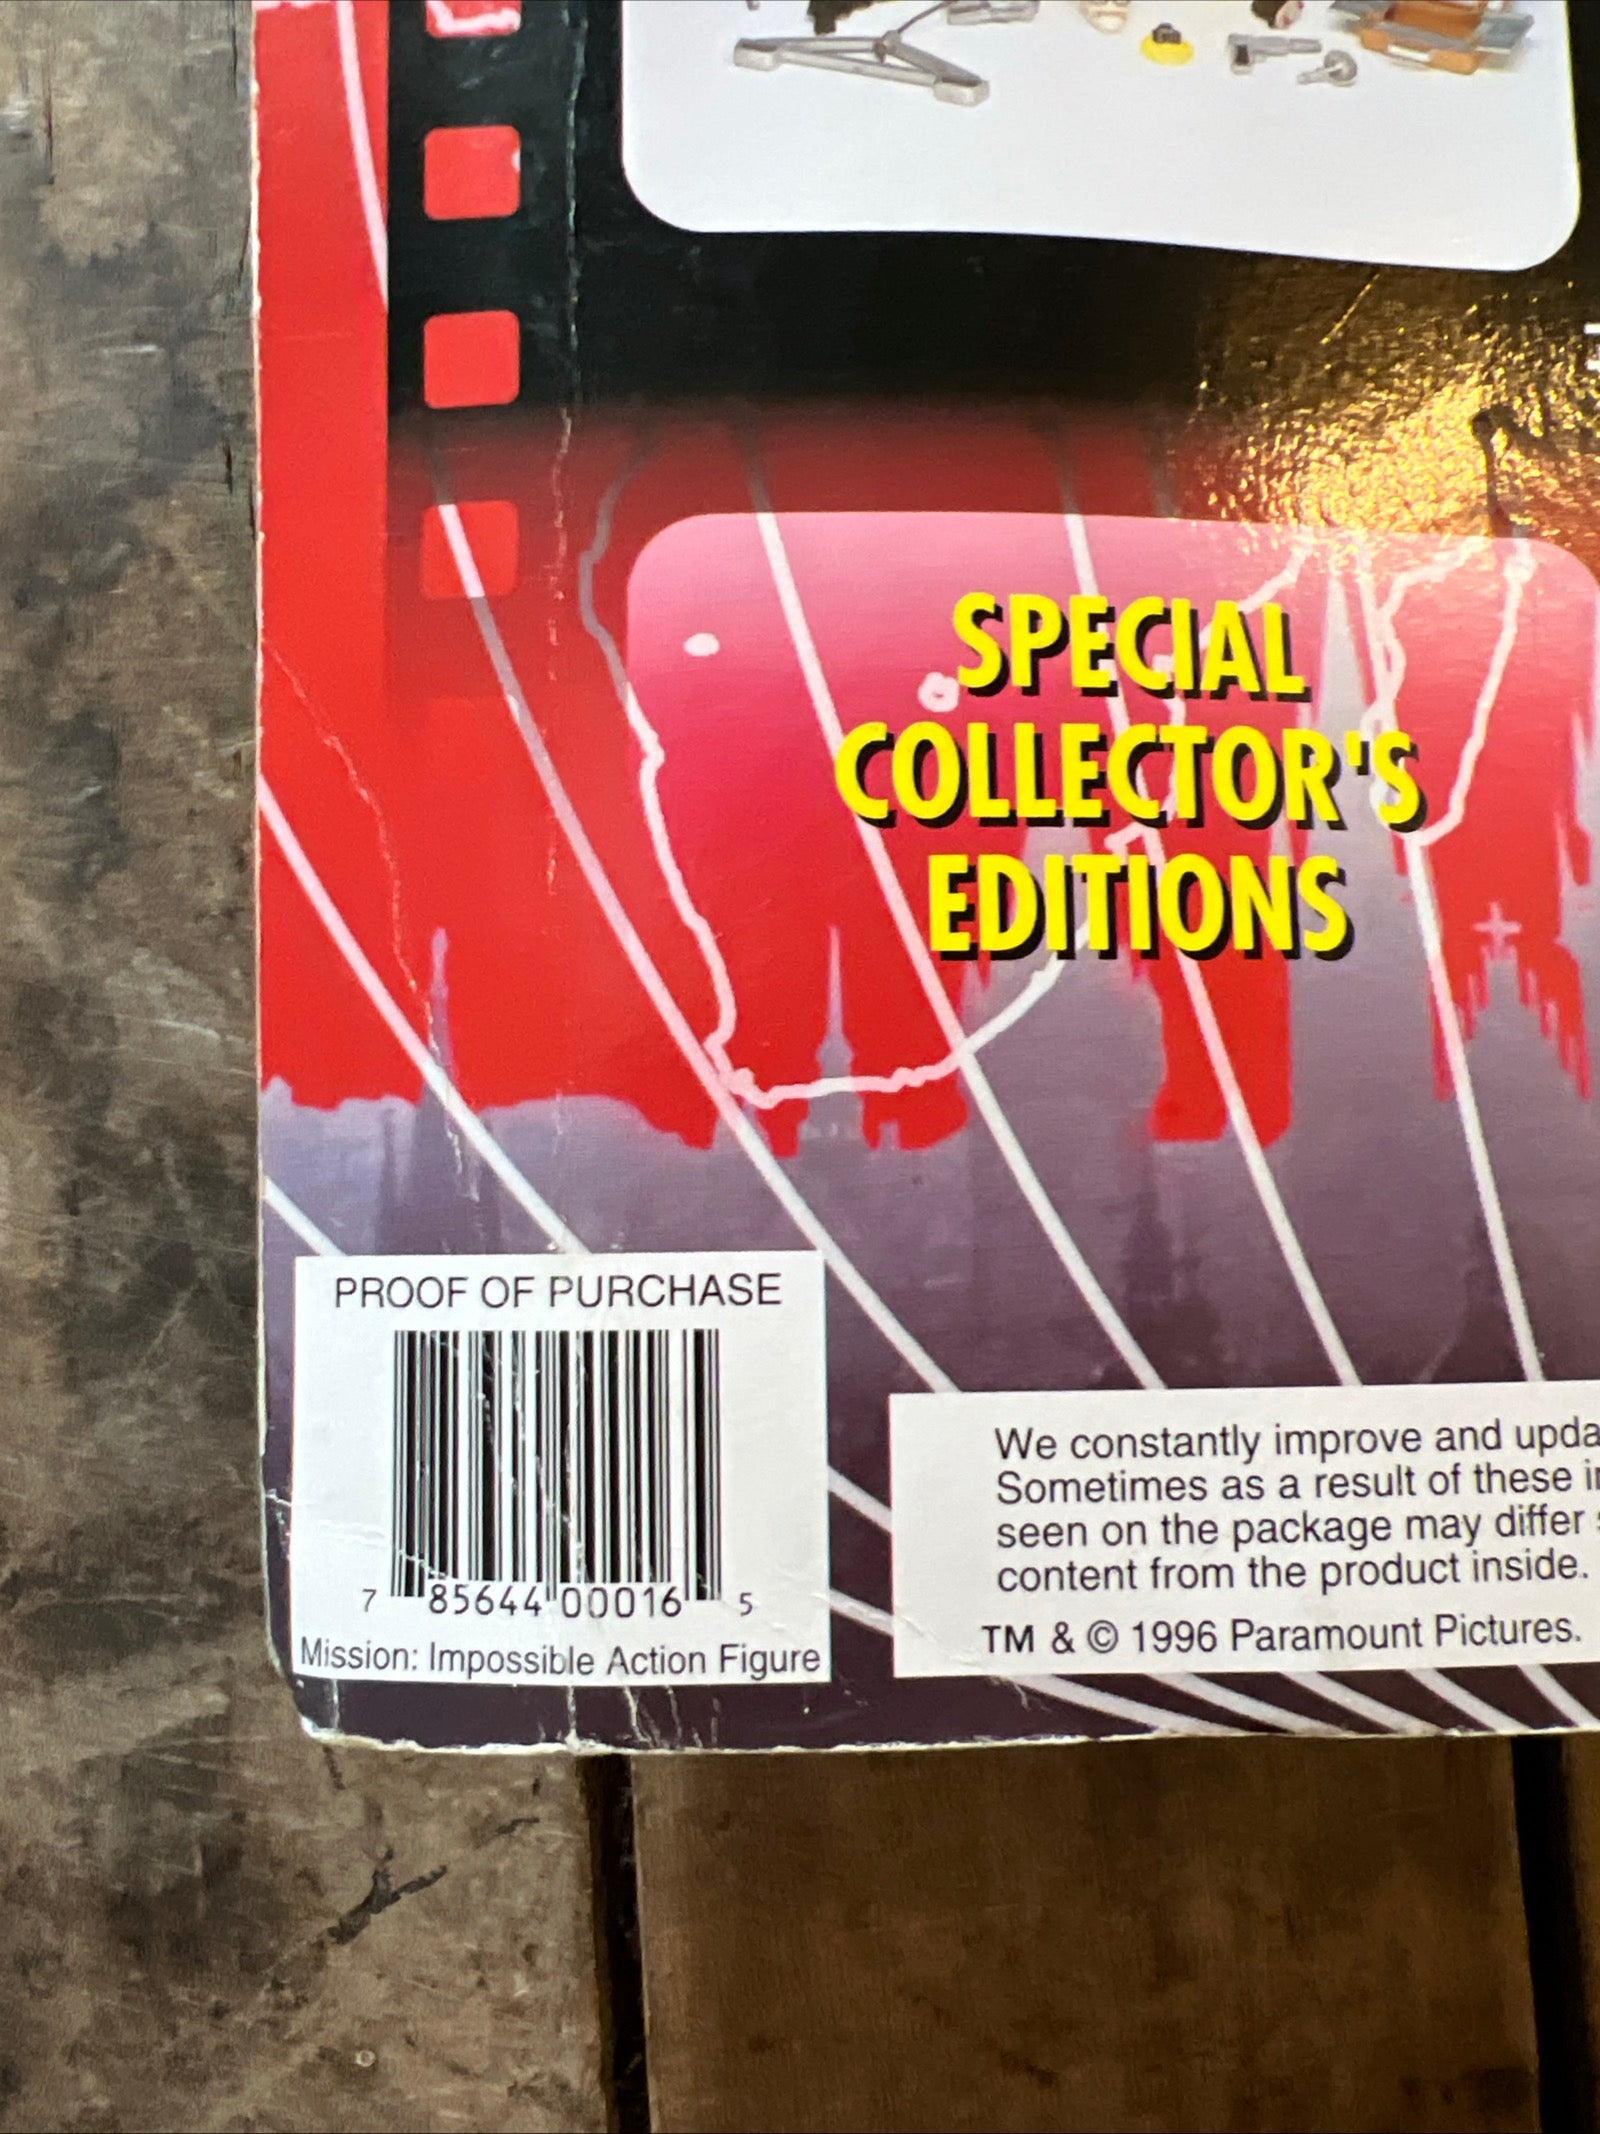 SPECIAL
COLLECTOR'S
EDITIONS
PROOF OF PURCHASE
7 85644 00016 5
Mission: Impossible Action Figure
We constantly improve and upda
Sometimes as a result of these
seen on the package may differ
content from the product inside.
TM & © 1996 Paramount Pictures.